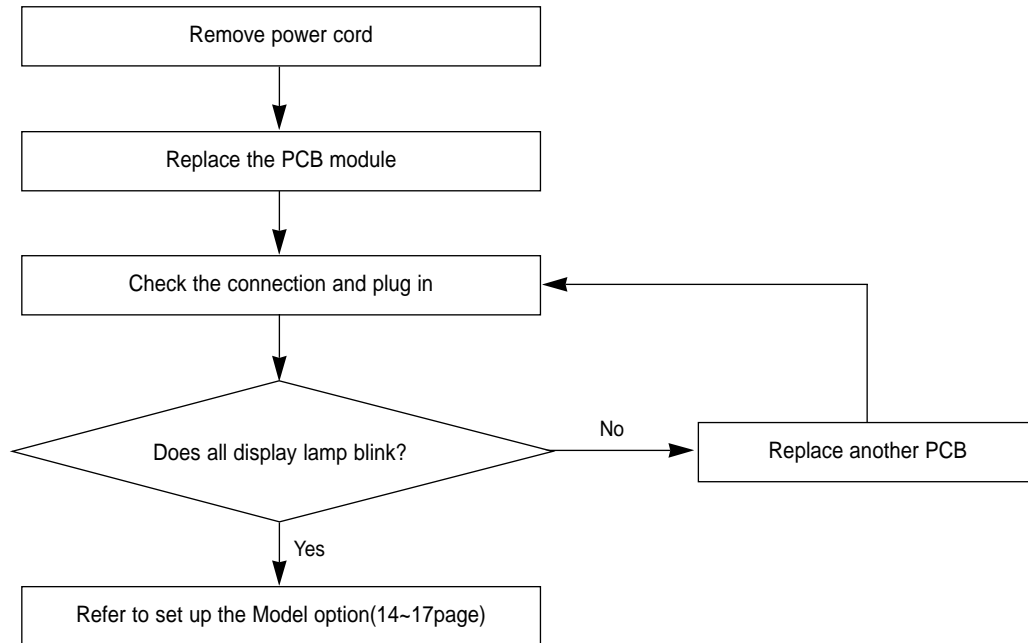 Remove power cord
Replace the PCB module
Check the connection and plug in
Does all display lamp blink?
No
Replace another PCB
Yes
Refer to set up the Model option(14~17page)